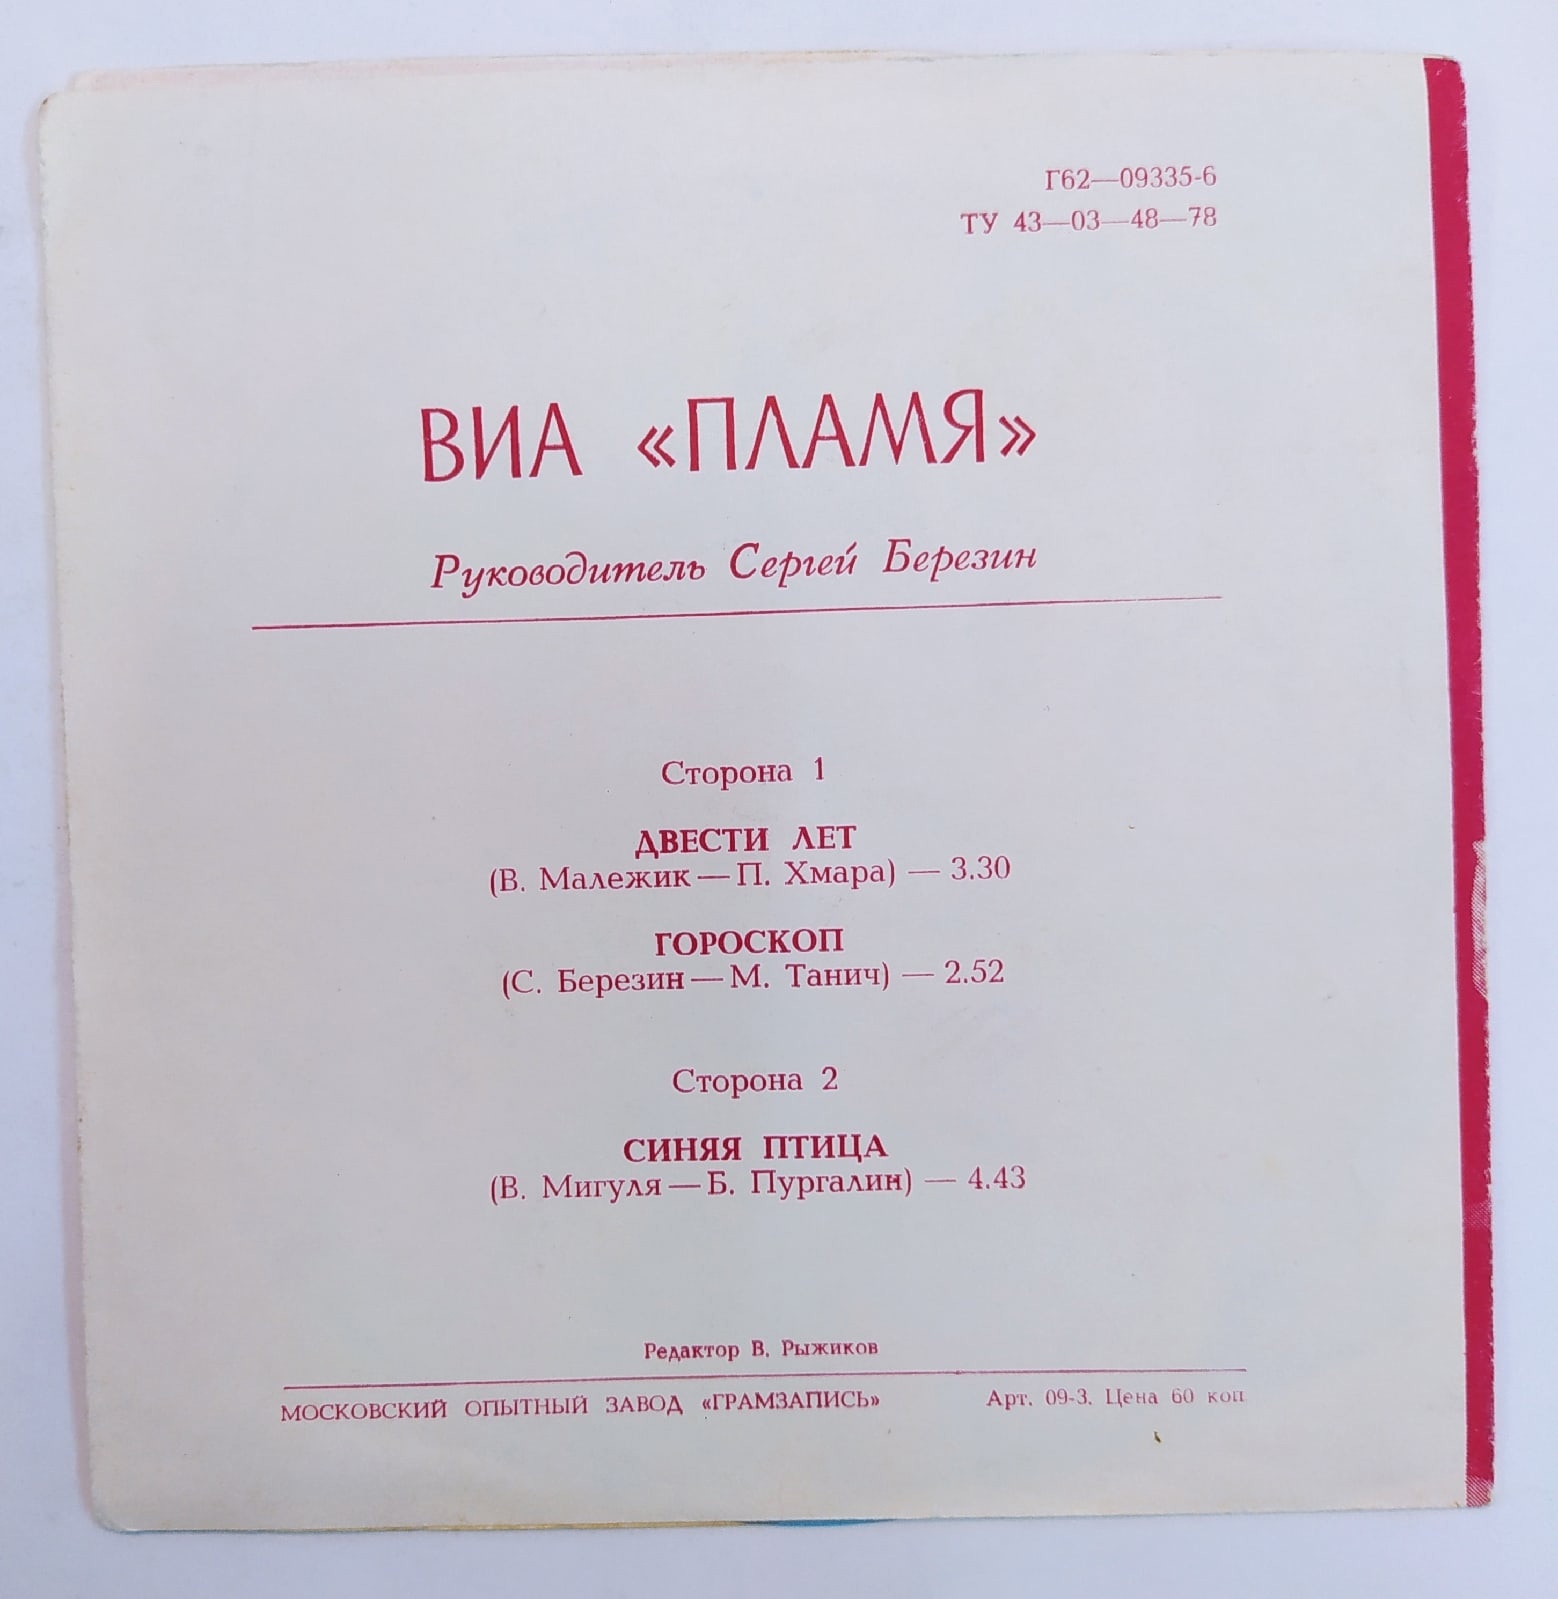 Г62—09335-6
ТУ 43—03—48—78
ВИА «ПЛАМЯ»
Руководитель Сергей Березин
Сторона 1
ДВЕСТИ ЛЕТ
(В. Малежик — П. Хмара) — 3.30
ГОРОСКОП
(С. Березин — М. Танич) — 2.52
Сторона 2
СИНЯЯ ПТИЦА
(В. Мигуля — Б. Пургалин) — 4.43
Редактор В. Рыжиков
МОСКОВСКИЙ ОПЫТНЫЙ ЗАВОД «ГРАМЗАПИСЬ» Арт. 09-3. Цена 60 коп